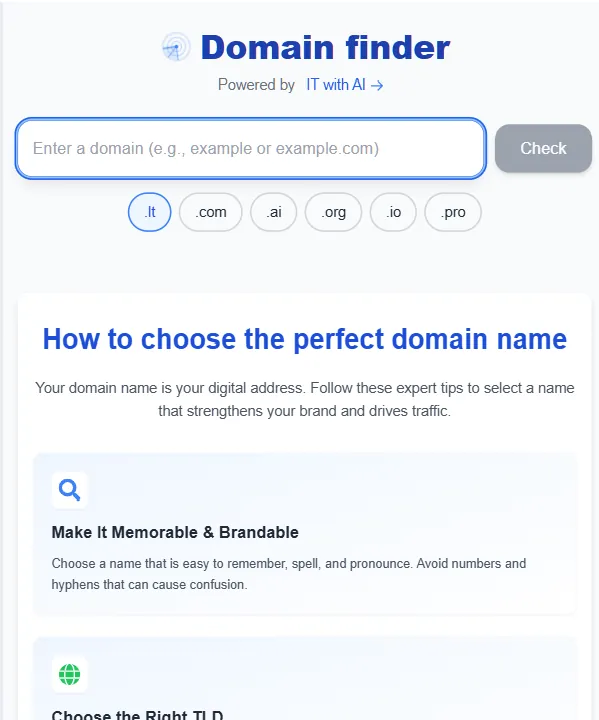 Domain finder
Powered by IT with AI →
Enter a domain (e.g., example or example.com)
Check
.lt
.com
.ai
.org
.io
.pro
How to choose the perfect domain name
Your domain name is your digital address. Follow these expert tips to select a name
that strengthens your brand and drives traffic.
Make It Memorable & Brandable
Choose a name that is easy to remember, spell, and pronounce. Avoid numbers and
hyphens that can cause confusion.
Choose the Right TLD